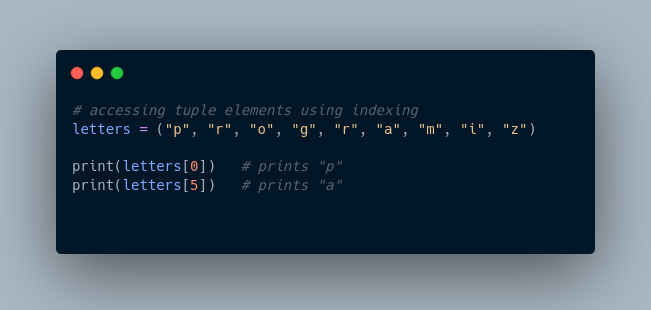 # accessing tuple elements using indexing
letters = ("p", "r", "o", "g", "r", "a", "m", "i", "z")
print(letters[0])   # prints "p"
print(letters[5])   # prints "a"